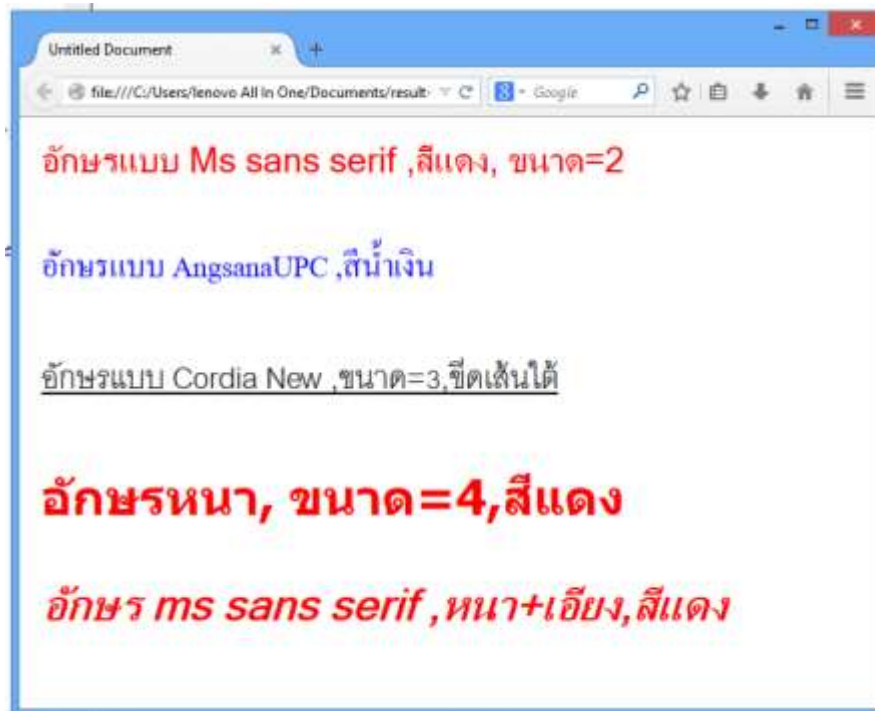 Untitled Document
file:///C:/Users/lenovo All in One/Documents/result
Google
อักษรแบบ Ms sans serif ,สีแดง, ขนาด=2
อักษรแบบ AngsanaUPC ,สีน้ำเงิน
อักษรแบบ Cordia New ,ขนาด=3,ขีดเส้นใต้
อักษรหนา, ขนาด=4,สีแดง
อักษร ms sans serif ,หนา+เอียง,สีแดง